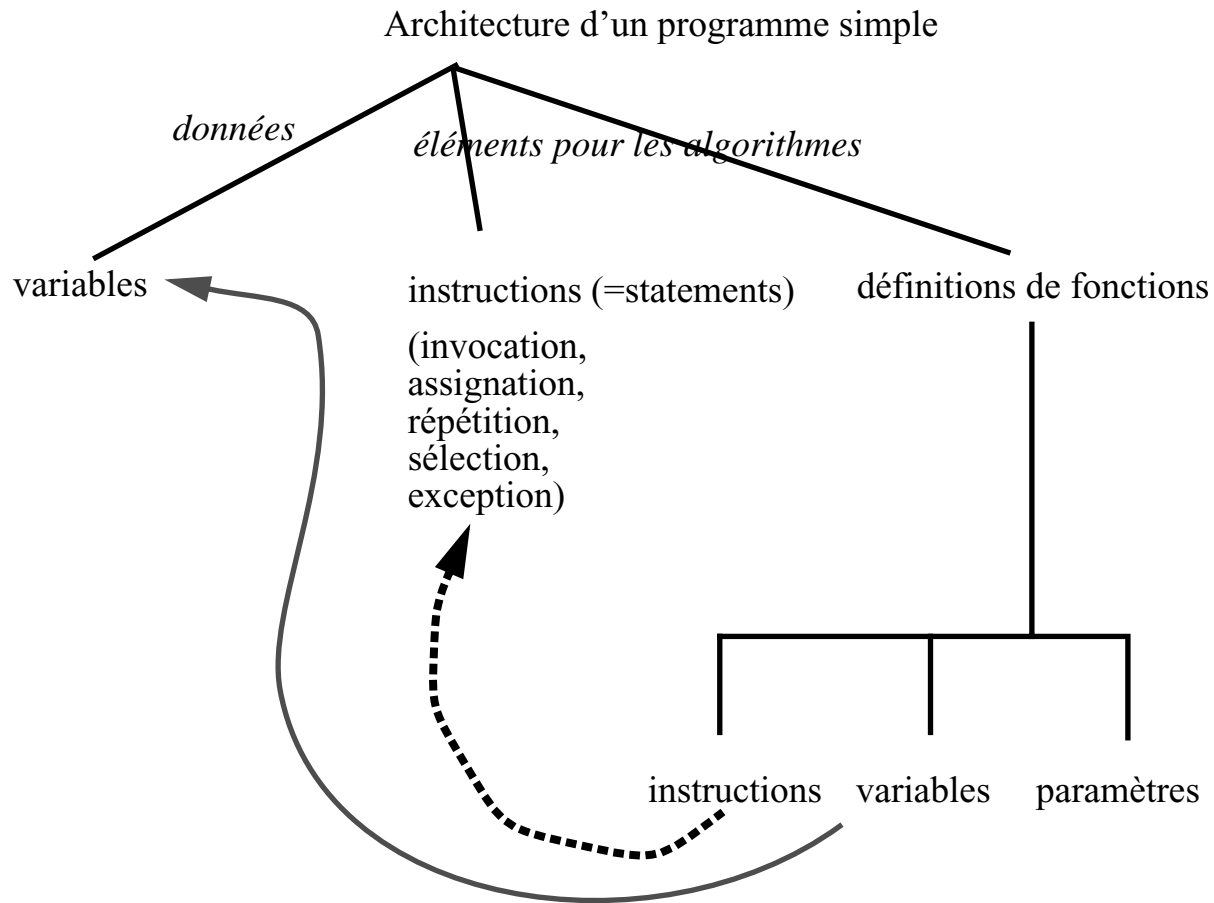 Architecture d’un programme simple
données
éléments pour les algorithmes
variables
instructions (=statements)
définitions de fonctions
(invocation,
assignation,
répétition,
sélection,
exception)
instructions
variables
paramètres